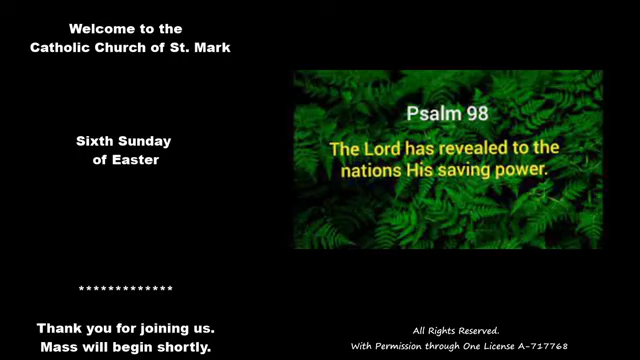 Welcome to the
Catholic Church of St. Mark
Sixth Sunday
of Easter
*************
Thank you for joining us.
Mass will begin shortly.
Psalm 98
The Lord has revealed to the
nations His saving power.
All Rights Reserved.
With Permission through One License A-717768